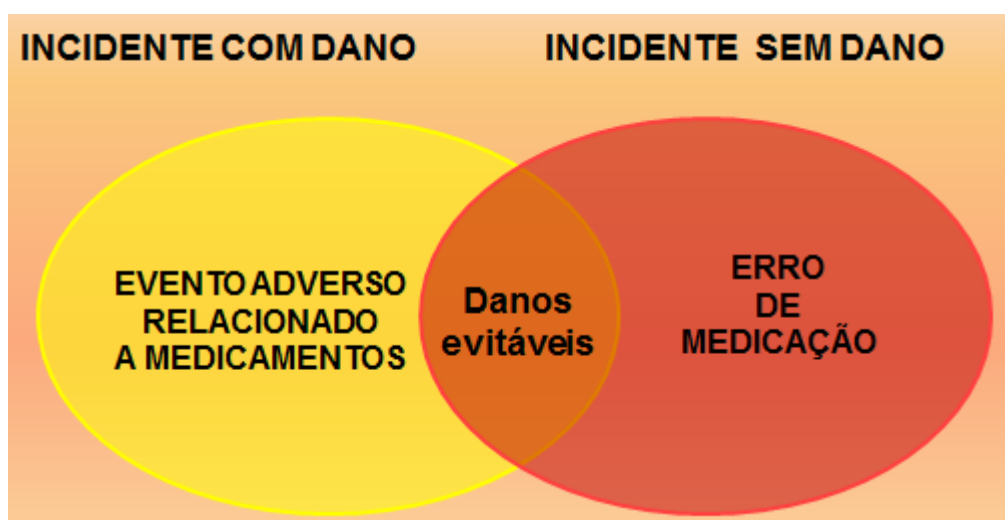 INCIDENTE COM DANO
INCIDENTE SEM DANO
EVENTO ADVERSO
RELACIONADO
A MEDICAMENTOS
Danos
evitáveis
ERRO
DE
MEDICAÇÃO